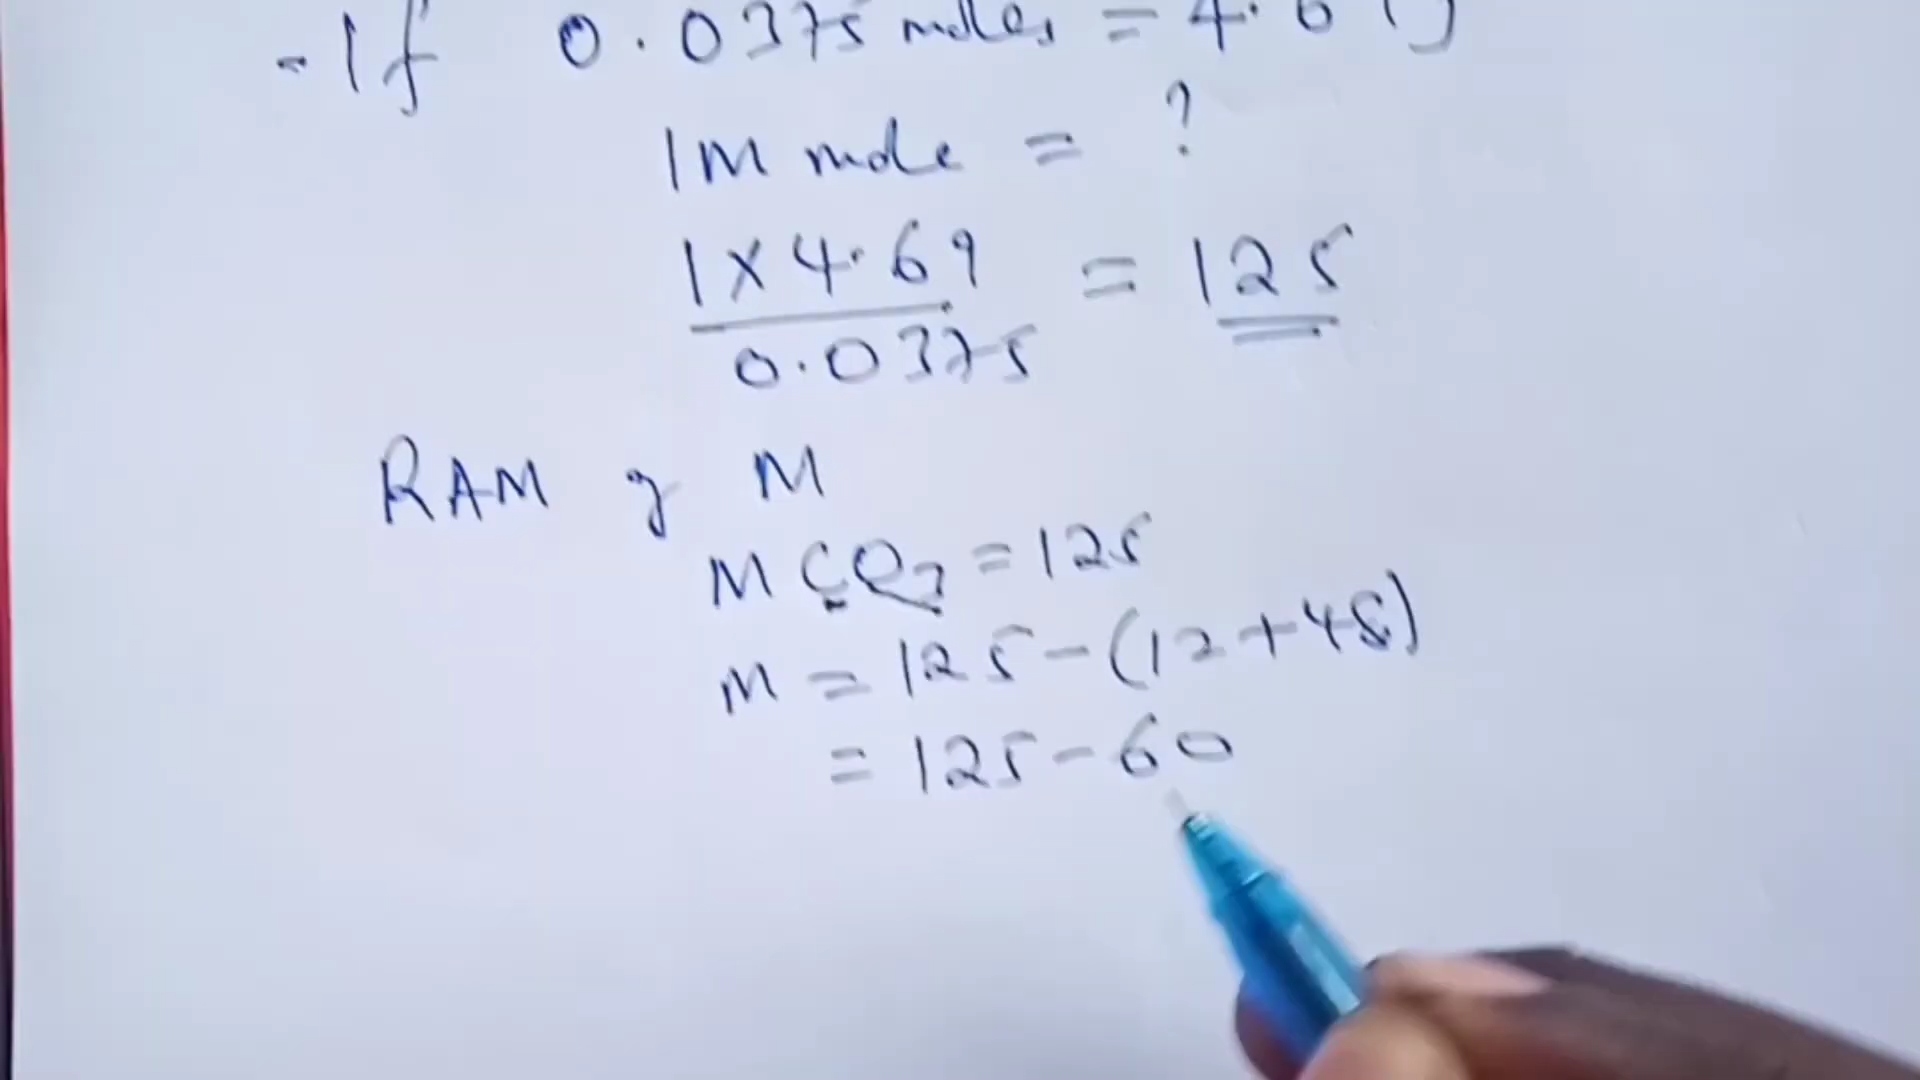 - If 0.0375 moles = 4.69
1M mole = ?
1 x 4.69 = 125
0.0375
RAM of M
MCO3 = 125
M = 125 - (12 + 48)
= 125 - 60